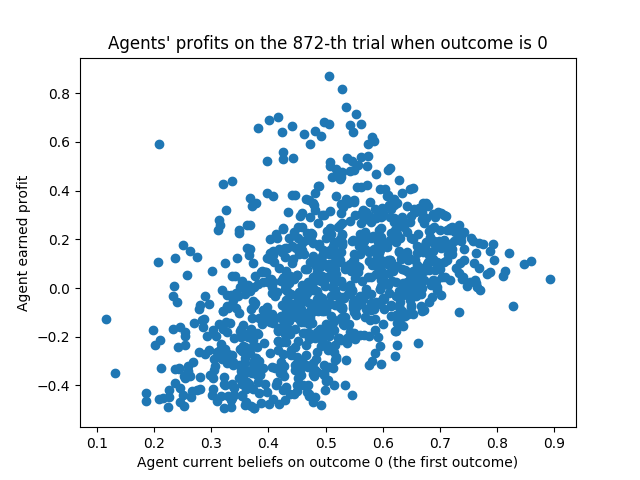 Agents' profits on the 872-th trial when outcome is 0
Agent earned profit
0.8
0.6
0.4
0.2
0.0
−0.2
−0.4
0.1 0.2 0.3 0.4 0.5 0.6 0.7 0.8 0.9
Agent current beliefs on outcome 0 (the first outcome)